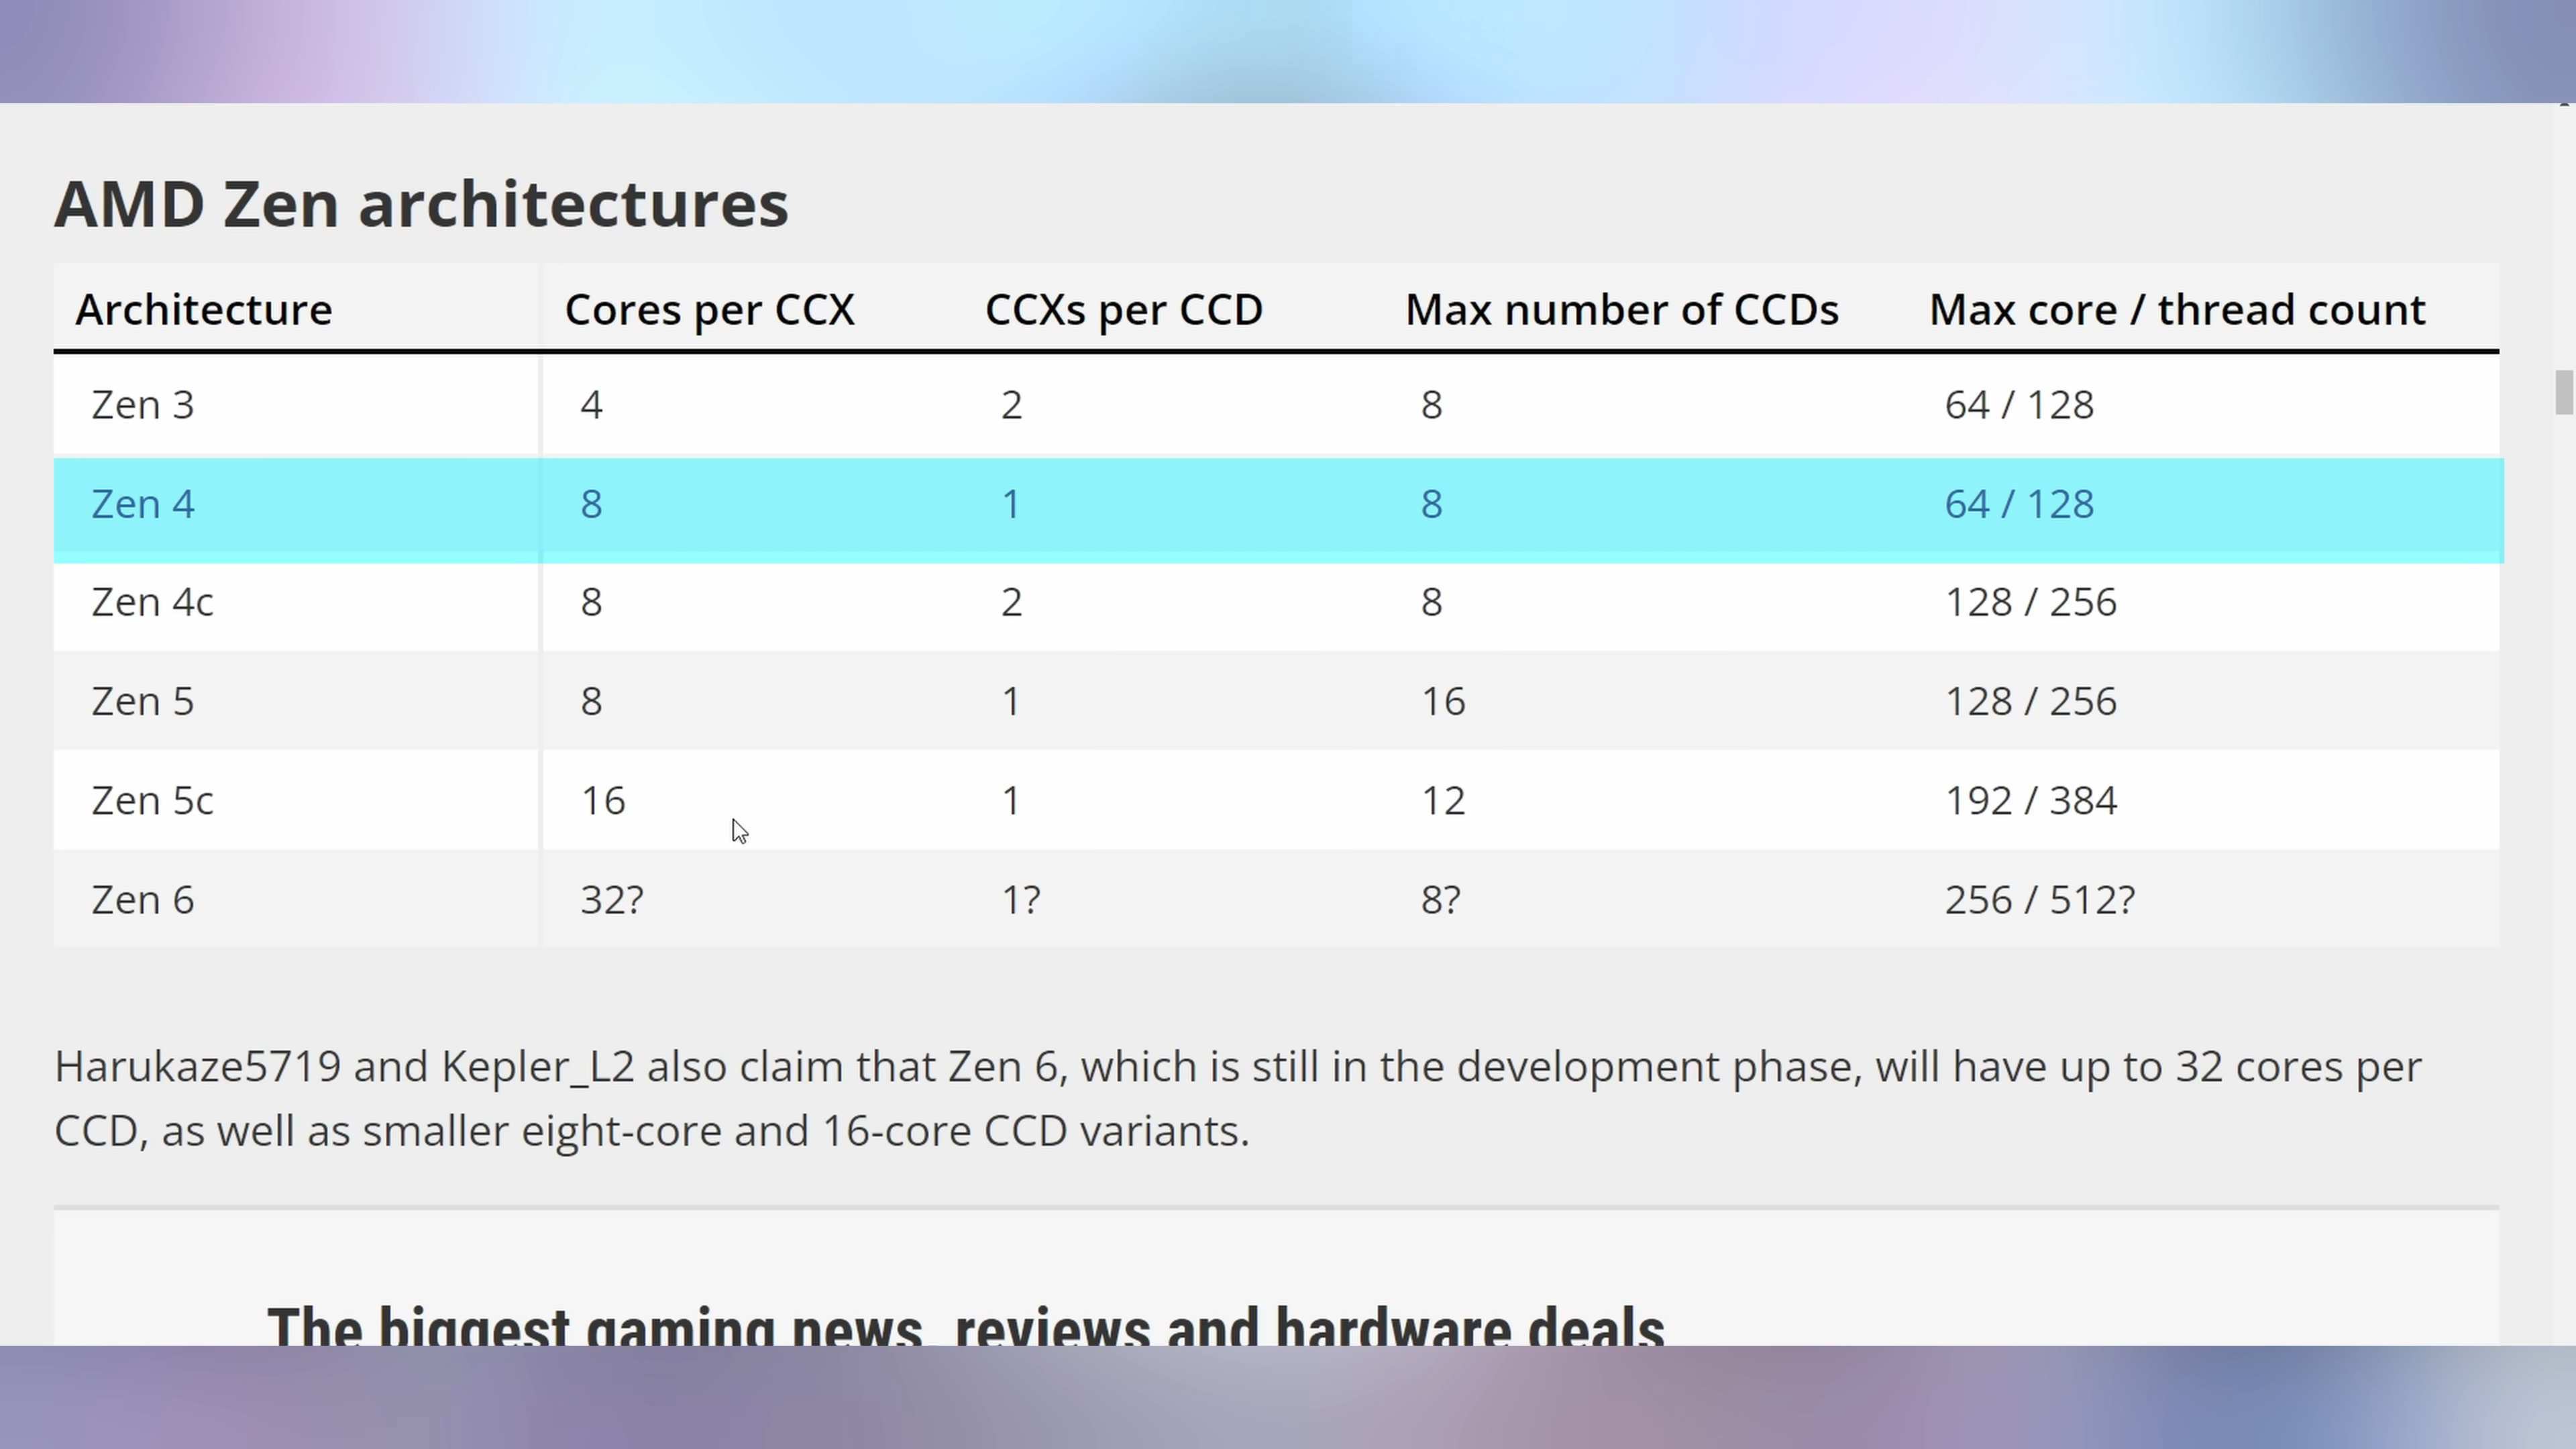 AMD Zen architectures
Architecture Cores per CCX CCXs per CCD Max number of CCDs Max core / thread count
Zen 3 4 2 8 64 / 128
Zen 4 8 1 8 64 / 128
Zen 4c 8 2 8 128 / 256
Zen 5 8 1 16 128 / 256
Zen 5c 16 1 12 192 / 384
Zen 6 32? 1? 8? 256 / 512?
Harukaze5719 and Kepler_L2 also claim that Zen 6, which is still in the development phase, will have up to 32 cores per
CCD, as well as smaller eight-core and 16-core CCD variants.
The biggest gaming news, reviews and hardware deals